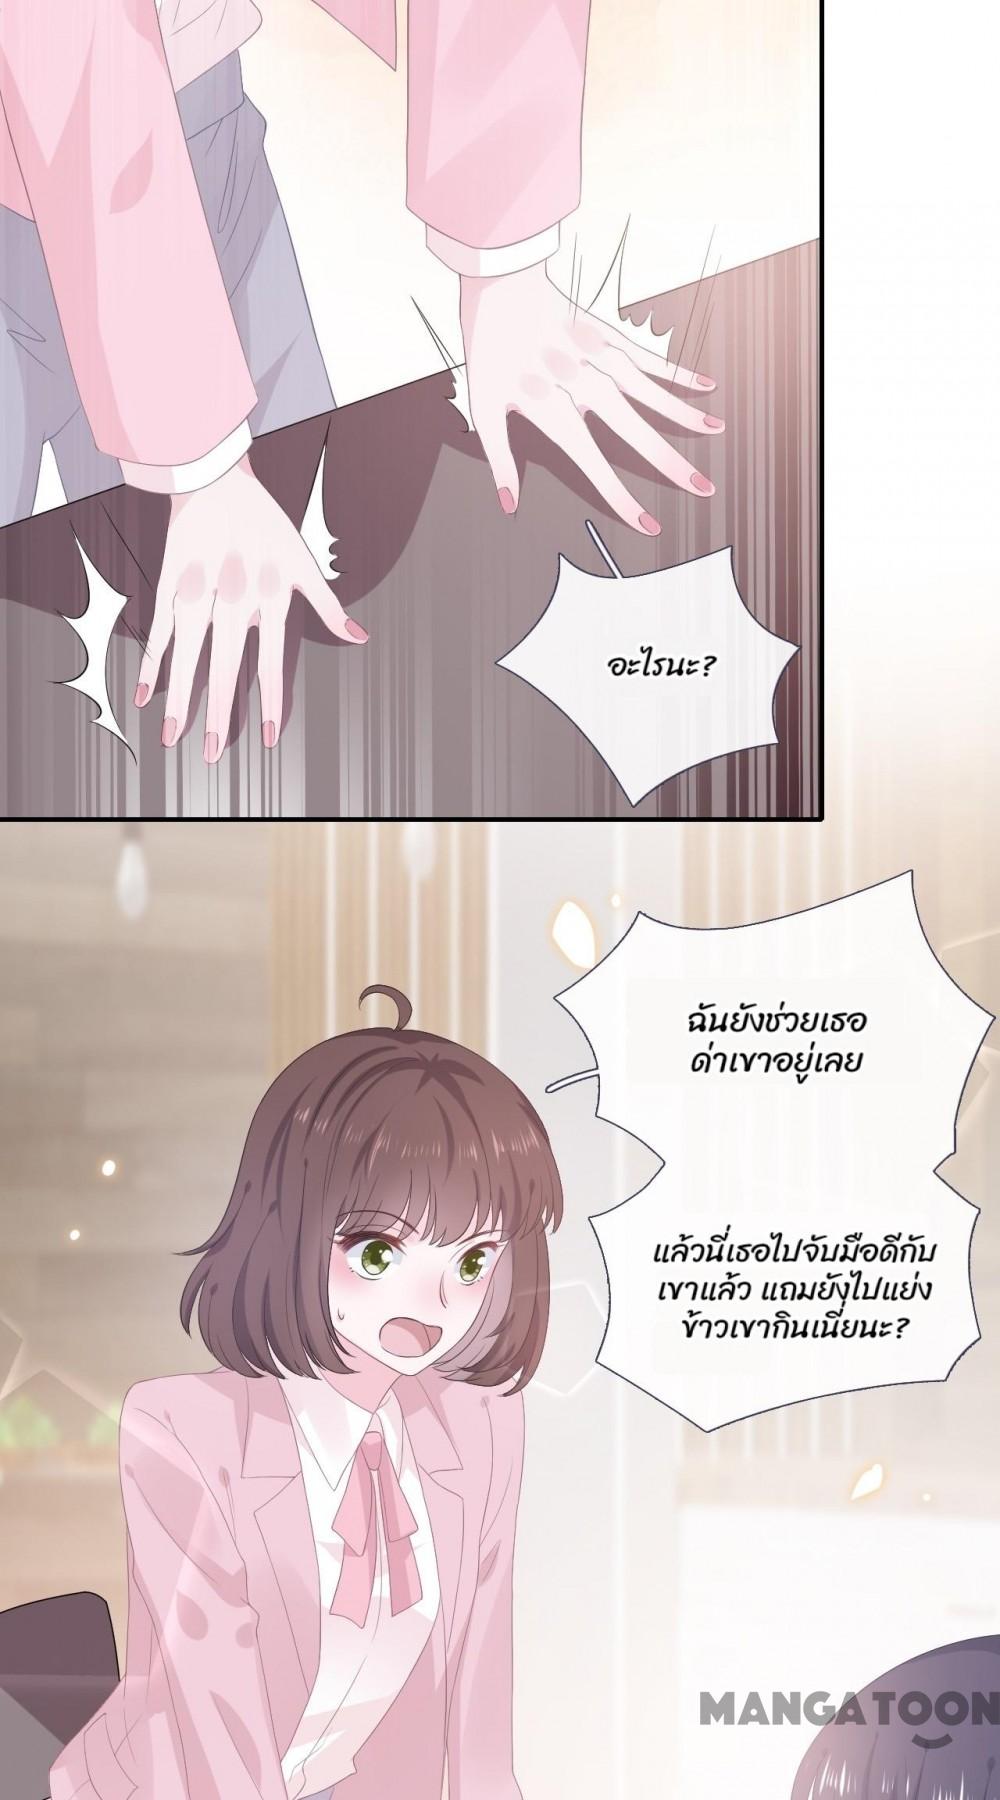 อะไรนะ?
ฉันยังช่วยเธอ
ด่าเขาอยู่เลย
แล้วนี่เธอไปจับมือดีกับ
เขาแล้ว แถมยังไปแย่ง
ข้าวเขากินเนี่ยนะ?
MANGATOON